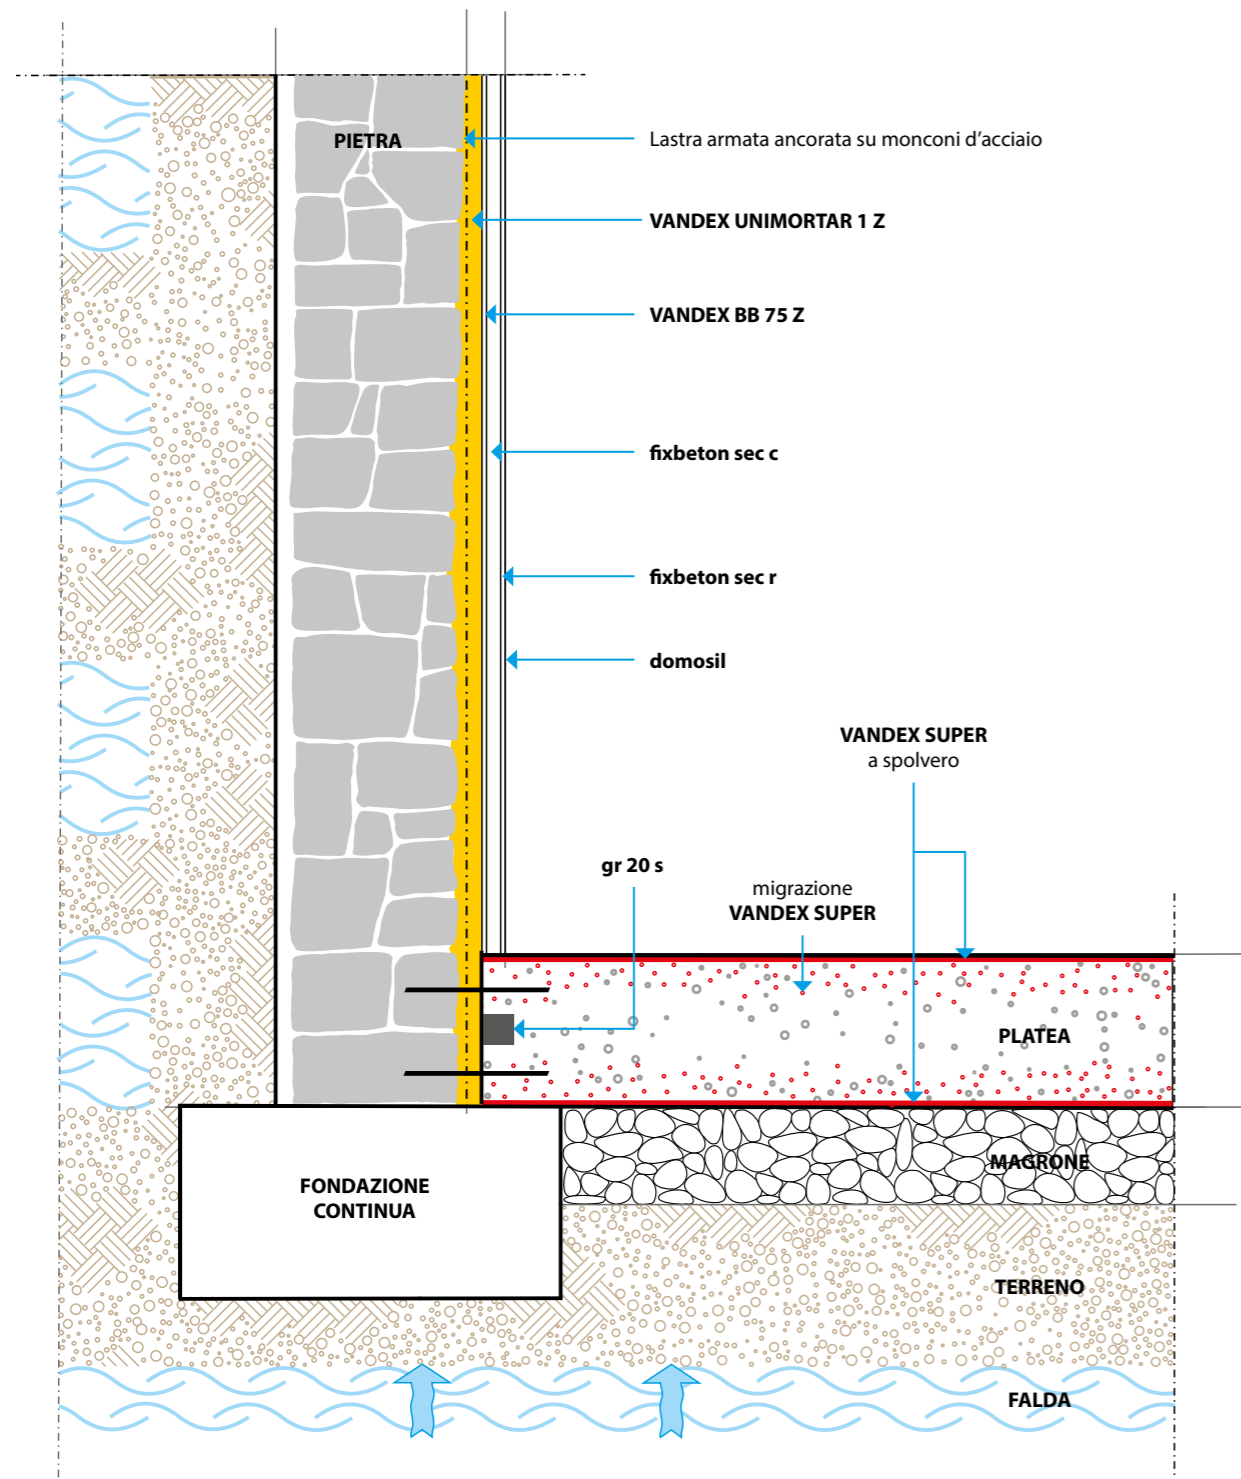 PIETRA
Lastra armata ancorata su monconi d’acciaio
VANDEX UNIMORTAR 1 Z
VANDEX BB 75 Z
fixbeton sec c
fixbeton sec r
domosil
VANDEX SUPER
a spolvero
gr 20 s
migrazione
VANDEX SUPER
PLATEA
MAGRONE
FONDAZIONE
CONTINUA
TERRENO
FALDA